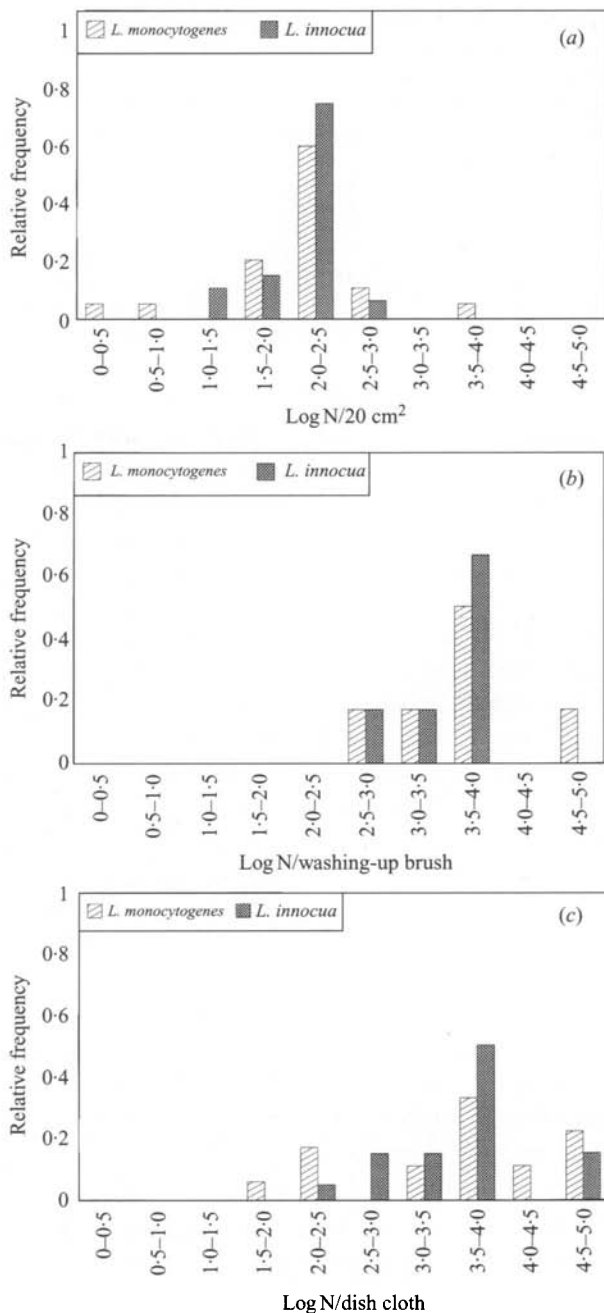 L. monocytogenes L. innocua (a)
1
0·8
0·6
0·4
0·2
0
Relative frequency
0–0·5 0·5–1·0 1·0–1·5 1·5–2·0 2·0–2·5 2·5–3·0 3·0–3·5 3·5–4·0 4·0–4·5 4·5–5·0
Log N/20 cm²
L. monocytogenes L. innocua (b)
1
0·8
0·6
0·4
0·2
0
Relative frequency
0–0·5 0·5–1·0 1·0–1·5 1·5–2·0 2·0–2·5 2·5–3·0 3·0–3·5 3·5–4·0 4·0–4·5 4·5–5·0
Log N/washing-up brush
L. monocytogenes L. innocua (c)
1
0·8
0·6
0·4
0·2
0
Relative frequency
0–0·5 0·5–1·0 1·0–1·5 1·5–2·0 2·0–2·5 2·5–3·0 3·0–3·5 3·5–4·0 4·0–4·5 4·5–5·0
Log N/dish cloth